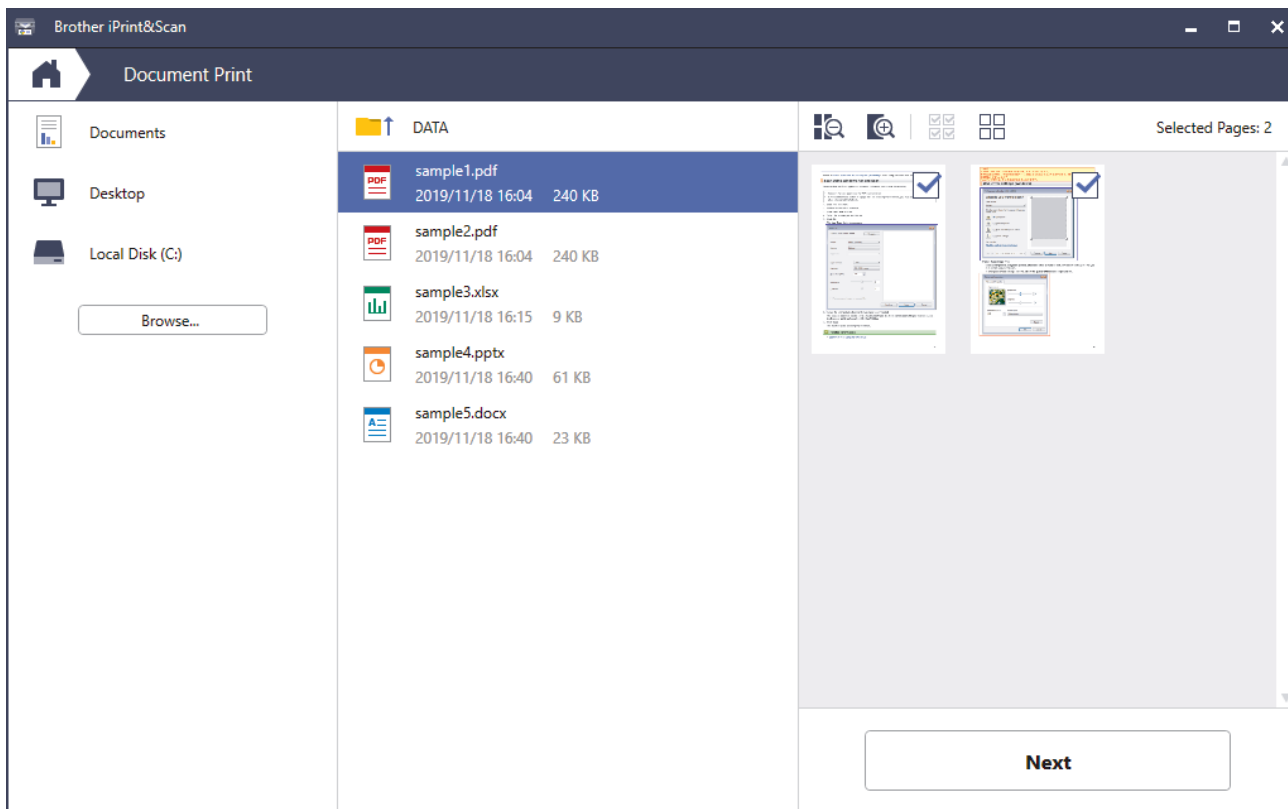 Brother iPrint&Scan
Document Print
Documents
Desktop
Local Disk (C:)
Browse...
DATA
PDF
sample1.pdf
2019/11/18 16:04 240 KB
PDF
sample2.pdf
2019/11/18 16:04 240 KB
sample3.xlsx
2019/11/18 16:15 9 KB
sample4.pptx
2019/11/18 16:40 61 KB
A
sample5.docx
2019/11/18 16:40 23 KB
Selected Pages: 2
Next